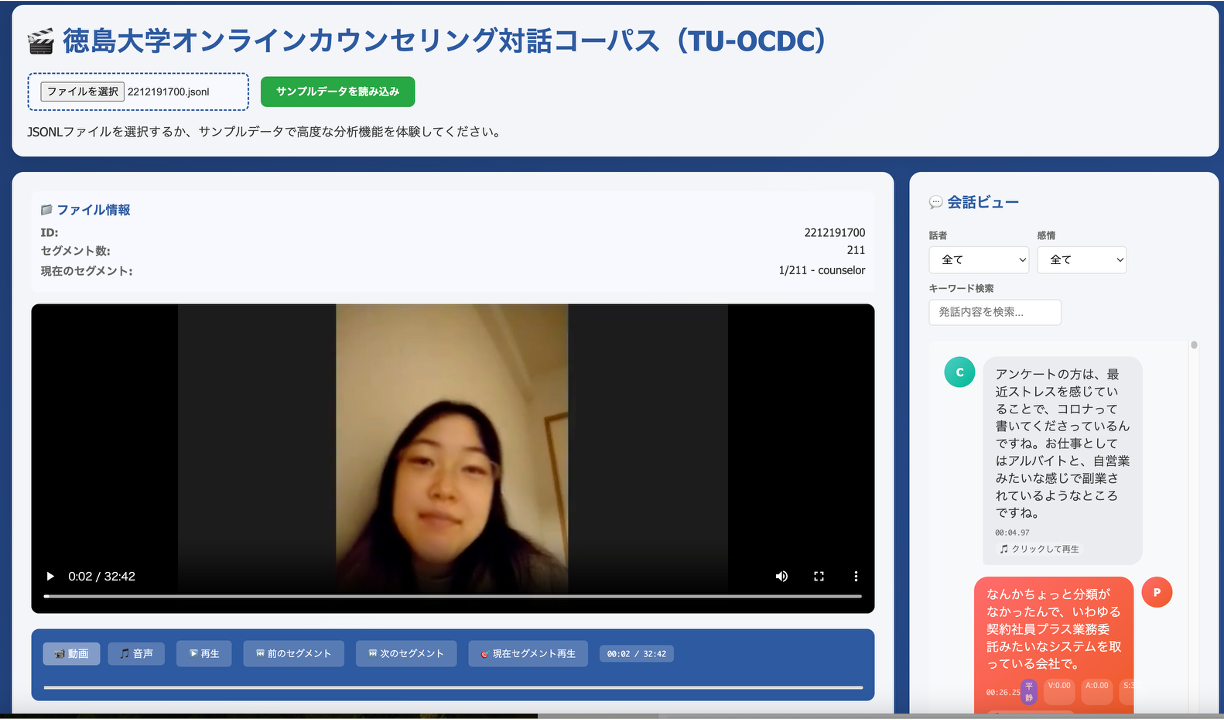 徳島大学オンラインカウンセリング対話コーパス（TU-OCDC）
ファイルを選択 2212191700.jsonl
サンプルデータを読み込み
JSONLファイルを選択するか、サンプルデータで高度な分析機能を体験してください。
ファイル情報
ID: 2212191700
セグメント数: 211
現在のセグメント: 1/211 - counselor
0:02 / 32:42
動画
音声
再生
前のセグメント
次のセグメント
現在セグメント再生
00:02 / 32:42
会話ビュー
話者 感情
全て 全て
キーワード検索
発話内容を検索...
C
アンケートの方は、最
近ストレスを感じてい
ることで、コロナって
書いてくださっているん
ですね。お仕事として
はアルバイトと、自営業
みたいな感じで副業さ
れているようなところ
ですね。
00:04.97
クリックして再生
P
なんかちょっと分類が
なかったんで、いわゆる
契約社員プラス業務委
託みたいなシステムを取
っている会社で。
00:26.25 平静 V:0.00 A:0.00